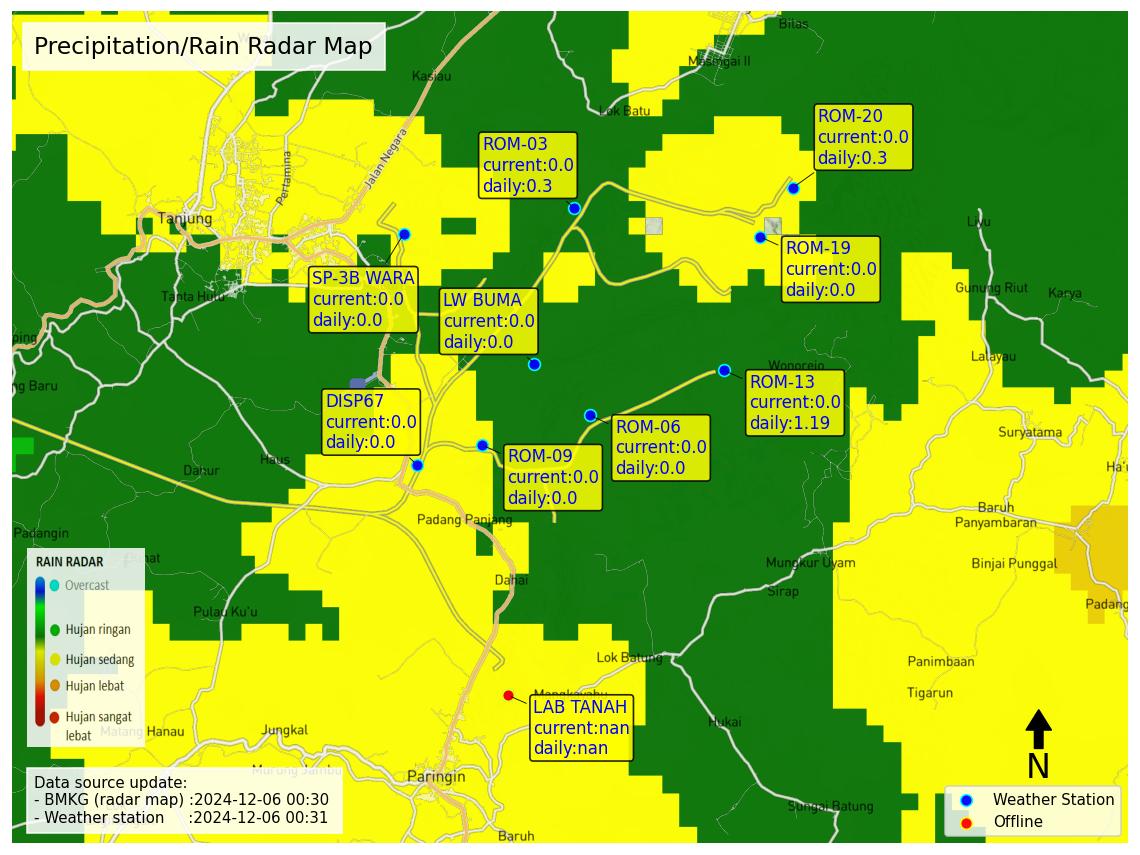 Precipitation/Rain Radar Map
Bilas
Masingai II
Kasiau
Lok Batu
ROM-20
current:0.0
daily:0.3
ROM-03
current:0.0
daily:0.3
Jalan Negara
Pertamina
Tanjung
Liyu
ROM-19
current:0.0
daily:0.0
SP-3B WARA
current:0.0
daily:0.0
LW BUMA
current:0.0
daily:0.0
Tanta Hulu
Gunung Riut
Karya
ping
Lalayau
Wonorejo
ng Baru
ROM-13
current:0.0
daily:1.19
DISP67
current:0.0
daily:0.0
ROM-06
current:0.0
daily:0.0
Suryatama
ROM-09
current:0.0
daily:0.0
Haus
Dahur
Ha'u
Baruh
Panyambaran
Padang Panjang
Padangin
Mungkur Uyam
Binjai Punggal
Dahai
Sirap
Padang
Pulau Ku'u
RAIN RADAR
Overcast
Hujan ringan
Hujan sedang
Hujan lebat
Hujan sangat
lebat
Lok Batung
Panimbaan
Tigarun
LAB TANAH
current:nan
daily:nan
Hukai
Matang Hanau
Jungkal
Murung Jambu
Paringin
N
Data source update:
- BMKG (radar map) :2024-12-06 00:30
- Weather station :2024-12-06 00:31
Weather Station
Offline
Sungai Batung
Baruh